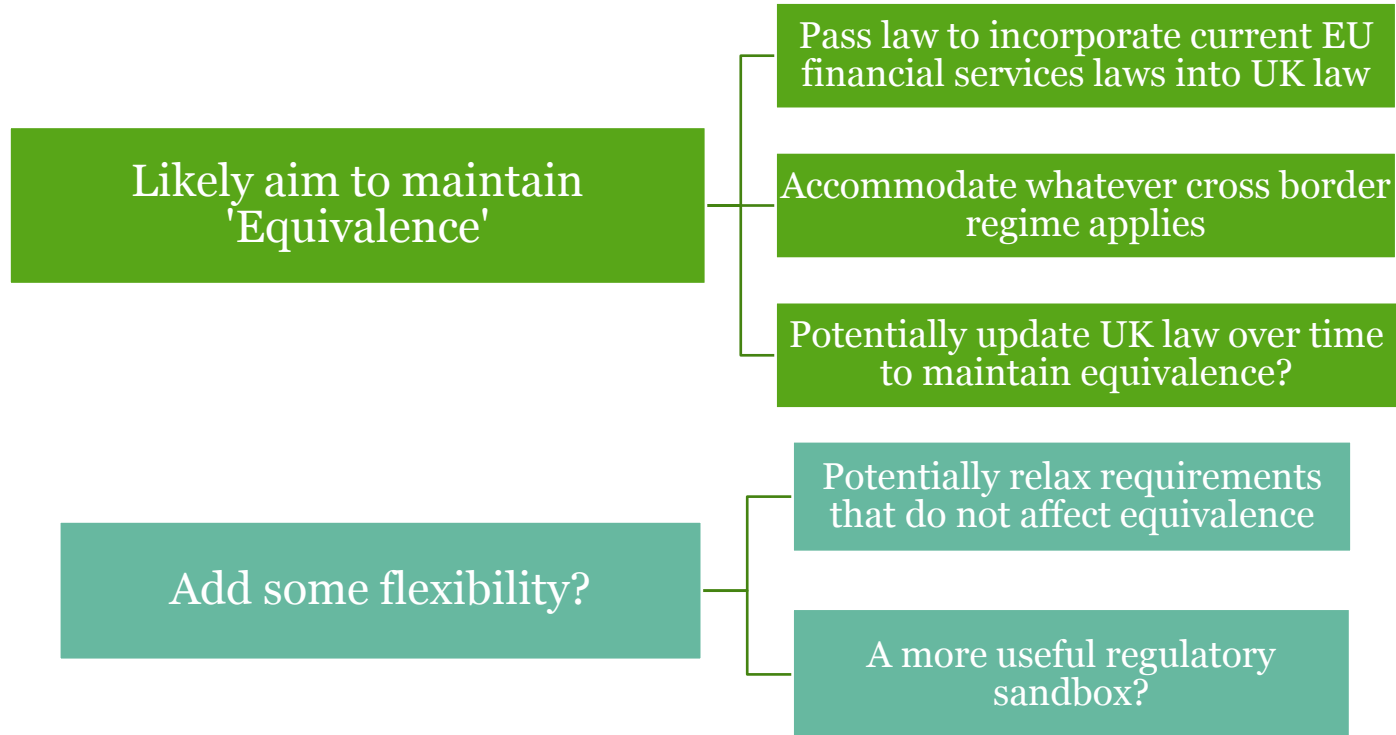 Pass law to incorporate current EU
financial services laws into UK law
Likely aim to maintain
'Equivalence'
Accommodate whatever cross border
regime applies
Potentially update UK law over time
to maintain equivalence?
Potentially relax requirements
that do not affect equivalence
Add some flexibility?
A more useful regulatory
sandbox?